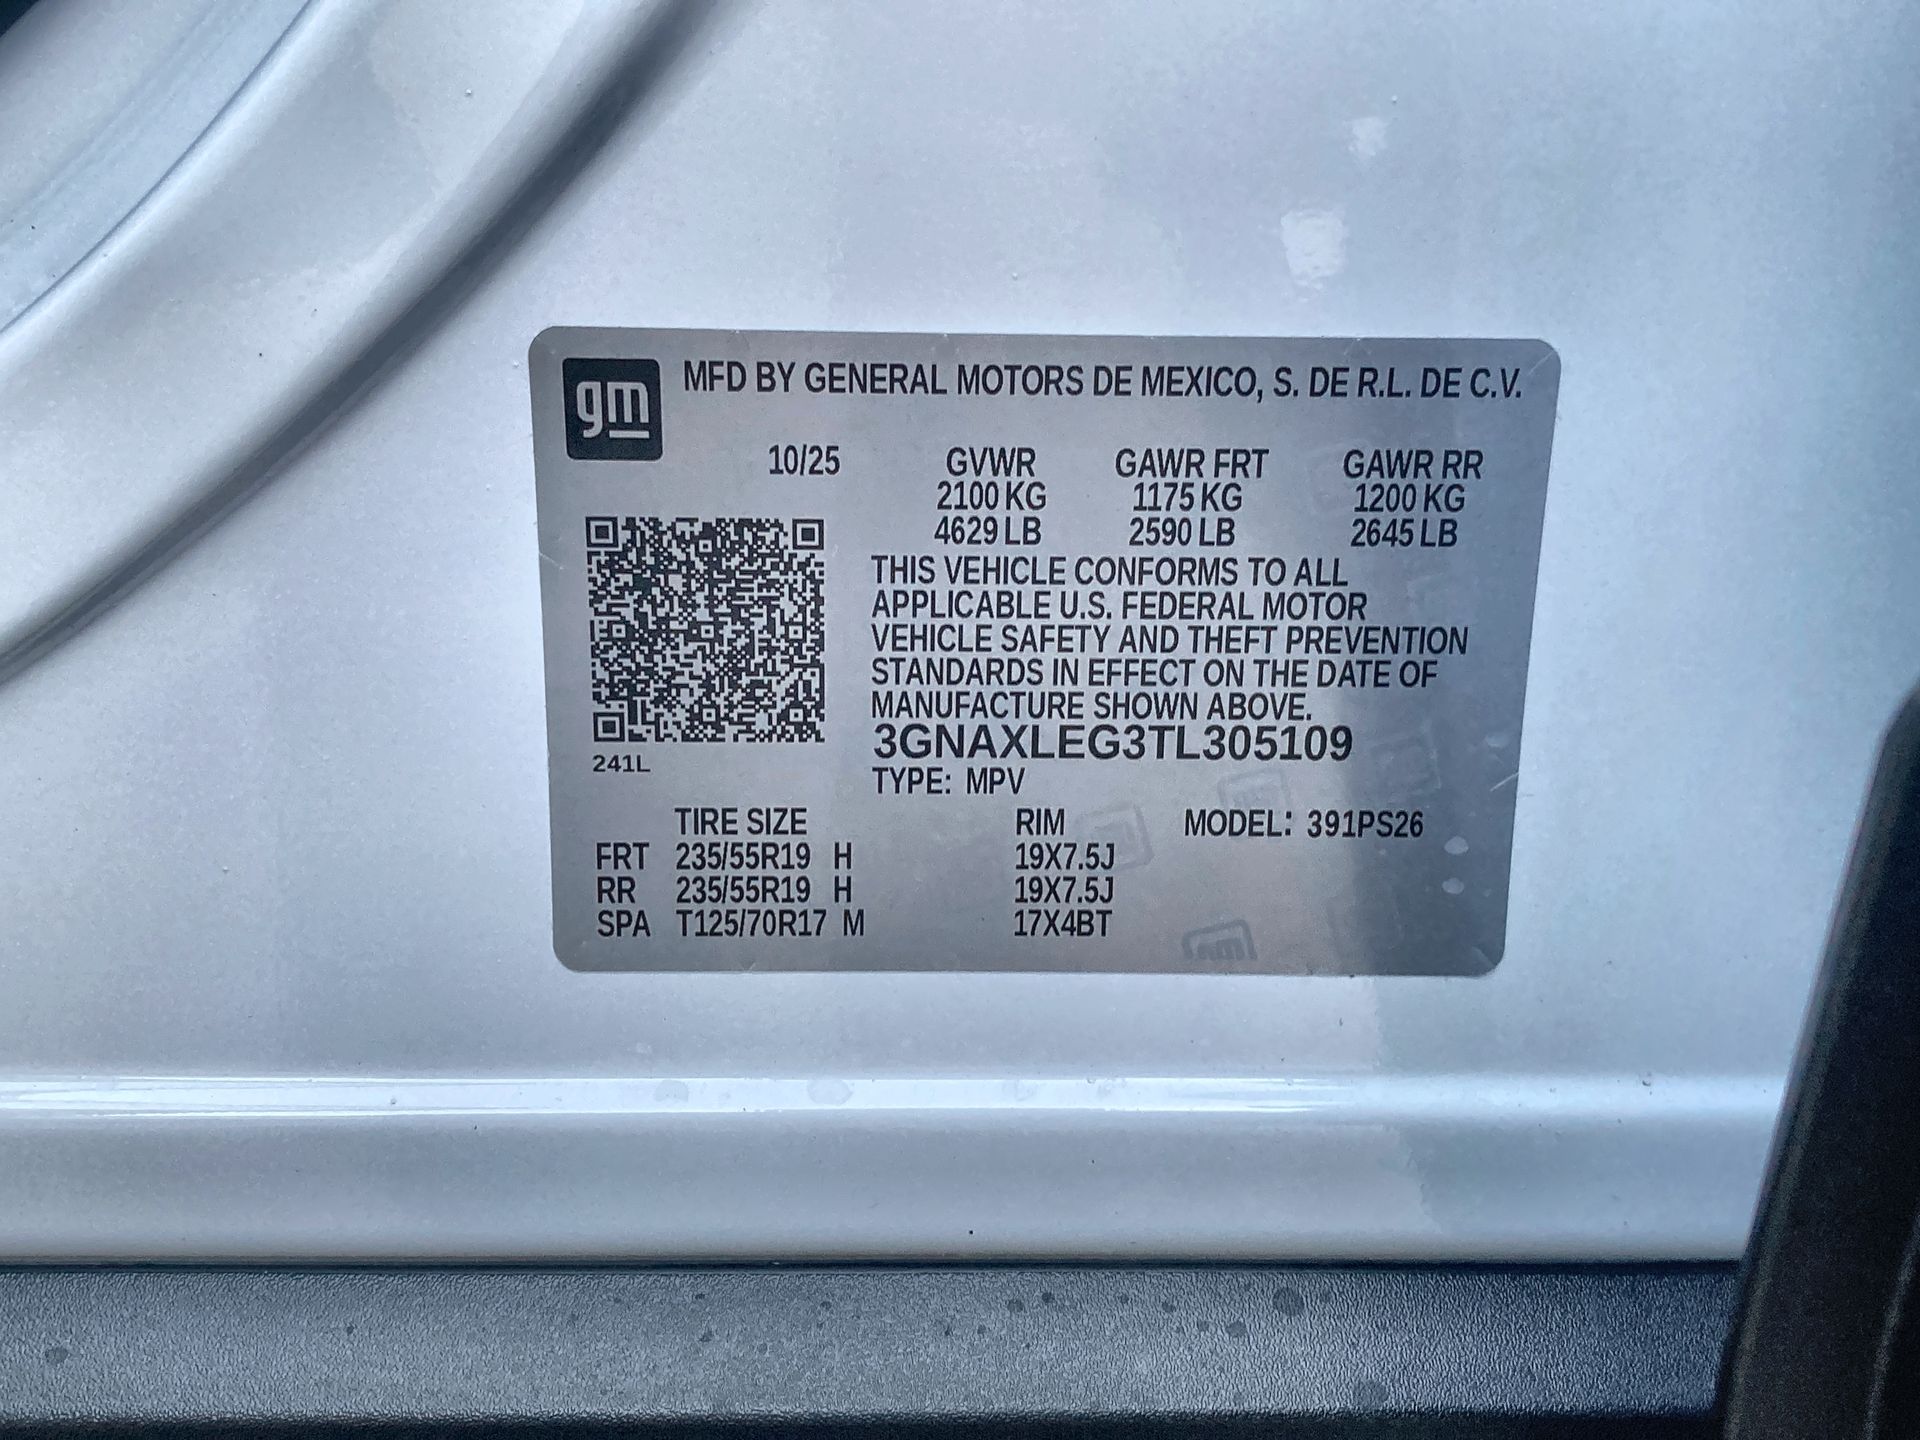 gm MFD BY GENERAL MOTORS DE MEXICO, S. DE R.L. DE C.V.
10/25 GVWR GAWR FRT GAWR RR
2100 KG 1175 KG 1200 KG
4629 LB 2590 LB 2645 LB
THIS VEHICLE CONFORMS TO ALL
APPLICABLE U.S. FEDERAL MOTOR
VEHICLE SAFETY AND THEFT PREVENTION
STANDARDS IN EFFECT ON THE DATE OF
MANUFACTURE SHOWN ABOVE.
3GNAXLEG3TL305109
241L
TYPE: MPV
TIRE SIZE RIM MODEL: 391PS26
FRT 235/55R19 H 19X7.5J
RR 235/55R19 H 19X7.5J
SPA T125/70R17 M 17X4BT
gm